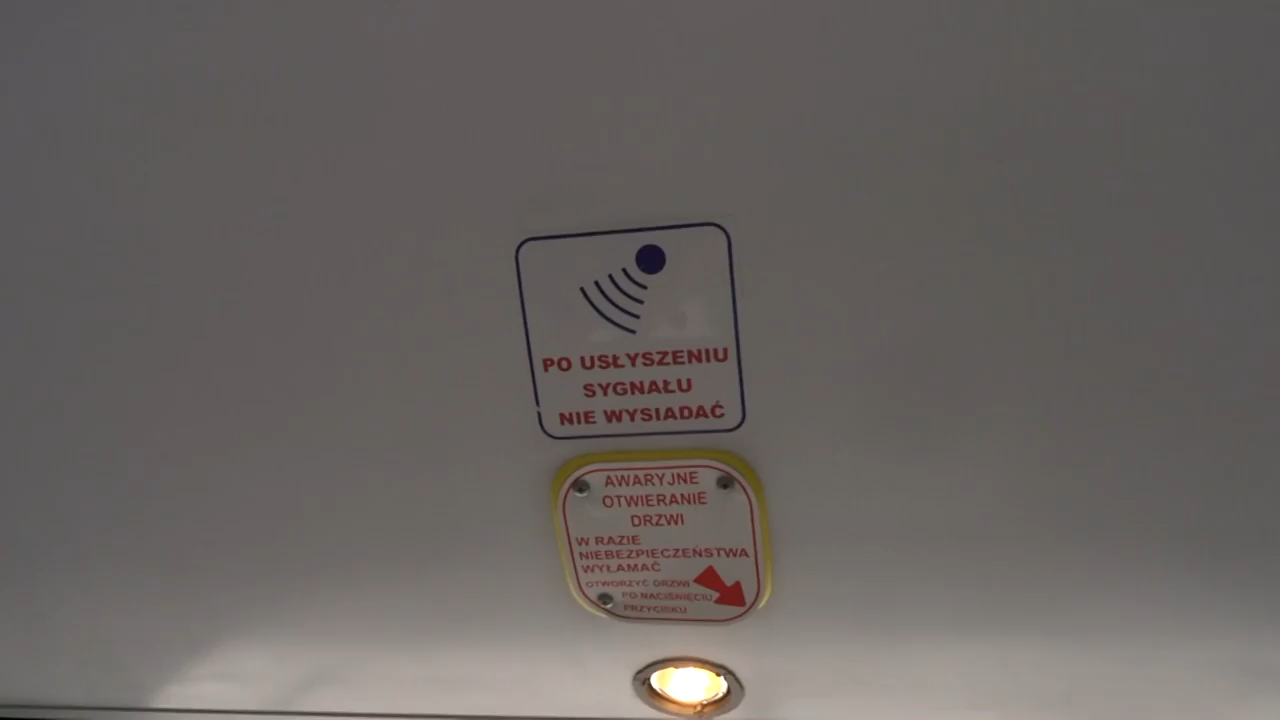 PO USŁYSZENIU
SYGNAŁU
NIE WYSIADAĆ
AWARYJNE
OTWIERANIE
DRZWI
W RAZIE
NIEBEZPIECZEŃSTWA
WYŁAMAĆ
OTWORZYĆ DRZWI
PO NACIŚNIĘCIU
PRZYCISKU